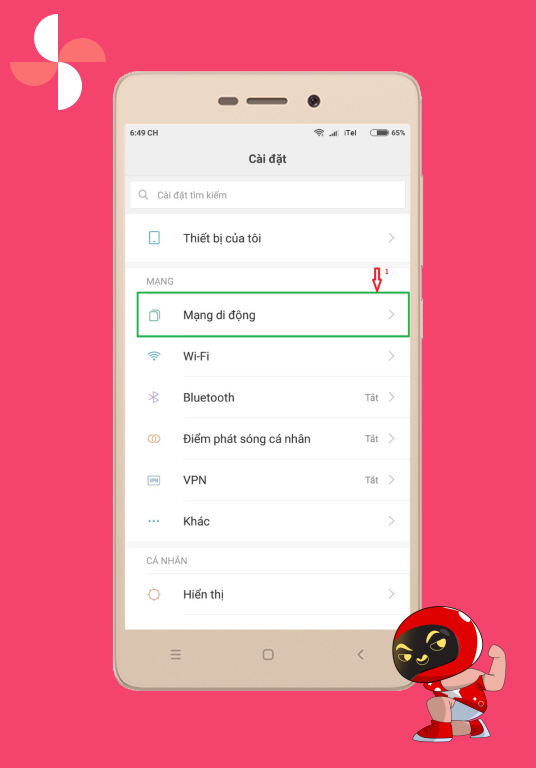 6:49 CH
iTel
65%
Cài đặt
Cài đặt tìm kiếm
Thiết bị của tôi
MẠNG
1
Mạng di động
Wi-Fi
Bluetooth Tắt
Điểm phát sóng cá nhân Tắt
VPN
VPN Tắt
Khác
CÁ NHÂN
Hiển thị